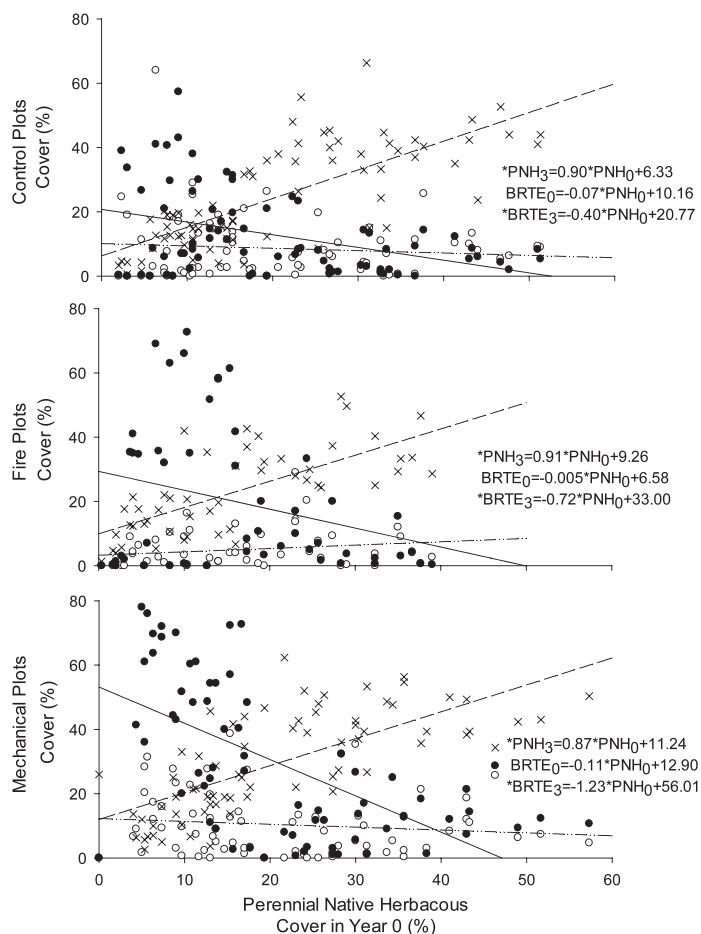 80
60
40
20
0
Control Plots
Cover (%)
*PNH3=0.90*PNH0+6.33
BRTE0=-0.07*PNH0+10.16
*BRTE3=-0.40*PNH0+20.77
80
60
40
20
0
Fire Plots
Cover (%)
*PNH3=0.91*PNH0+9.26
BRTE0=-0.005*PNH0+6.58
*BRTE3=-0.72*PNH0+33.00
80
60
40
20
0
Mechanical Plots
Cover (%)
*PNH3=0.87*PNH0+11.24
BRTE0=-0.11*PNH0+12.90
*BRTE3=-1.23*PNH0+56.01
0 10 20 30 40 50 60
Perennial Native Herbacous
Cover in Year 0 (%)